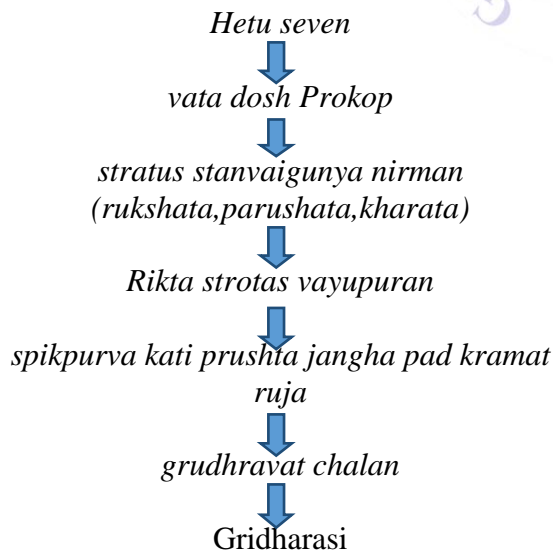 Hetu seven
vata dosh Prokop
stratus stanvaigunya nirman
(rukshata,parushata,kharata)
Rikta strotas vayupuran
spikpurva kati prushta jangha pad kramat
ruja
grudhravat chalan
Gridharasi